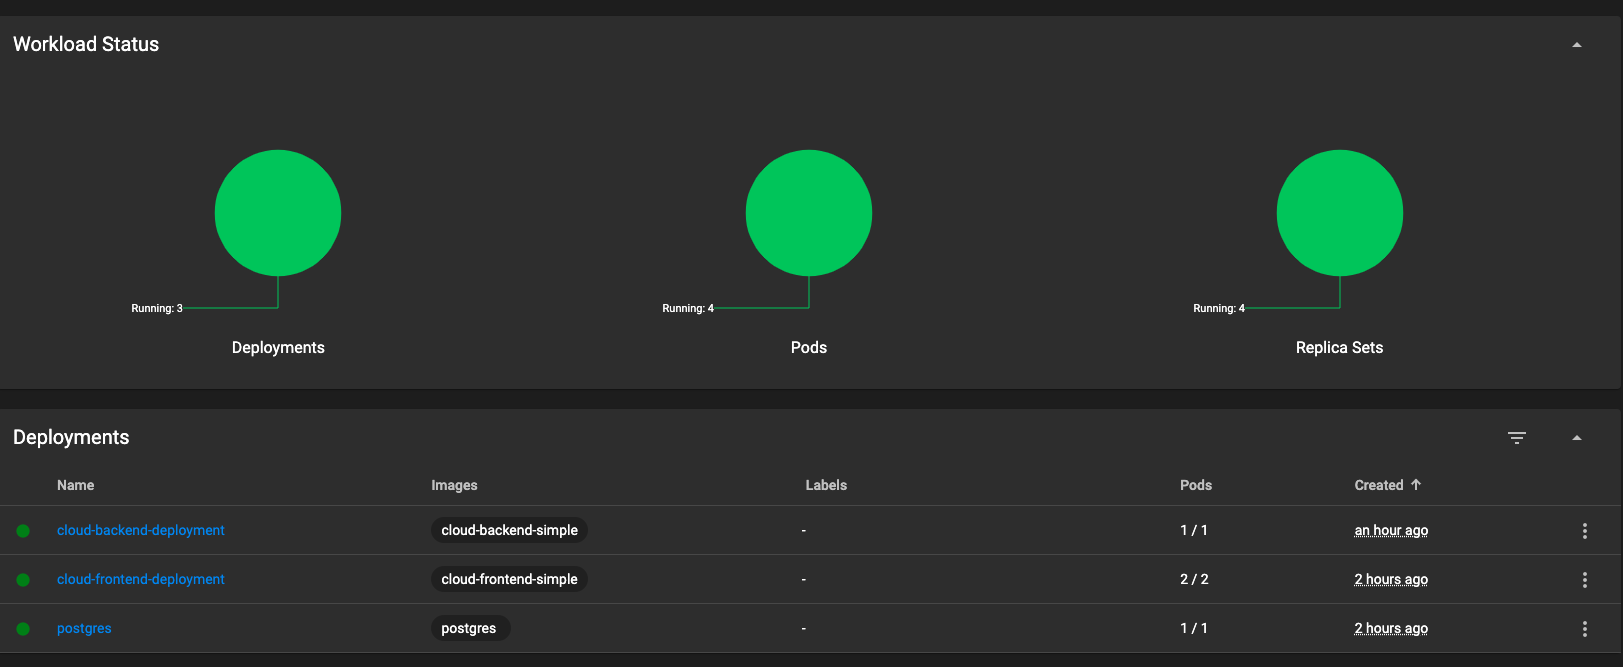 Workload Status
Running: 3
Running: 4
Running: 4
Deployments
Pods
Replica Sets
Deployments
Name Images Labels Pods Created
cloud-backend-deployment cloud-backend-simple - 1 / 1 an hour ago
cloud-frontend-deployment cloud-frontend-simple - 2 / 2 2 hours ago
postgres postgres - 1 / 1 2 hours ago